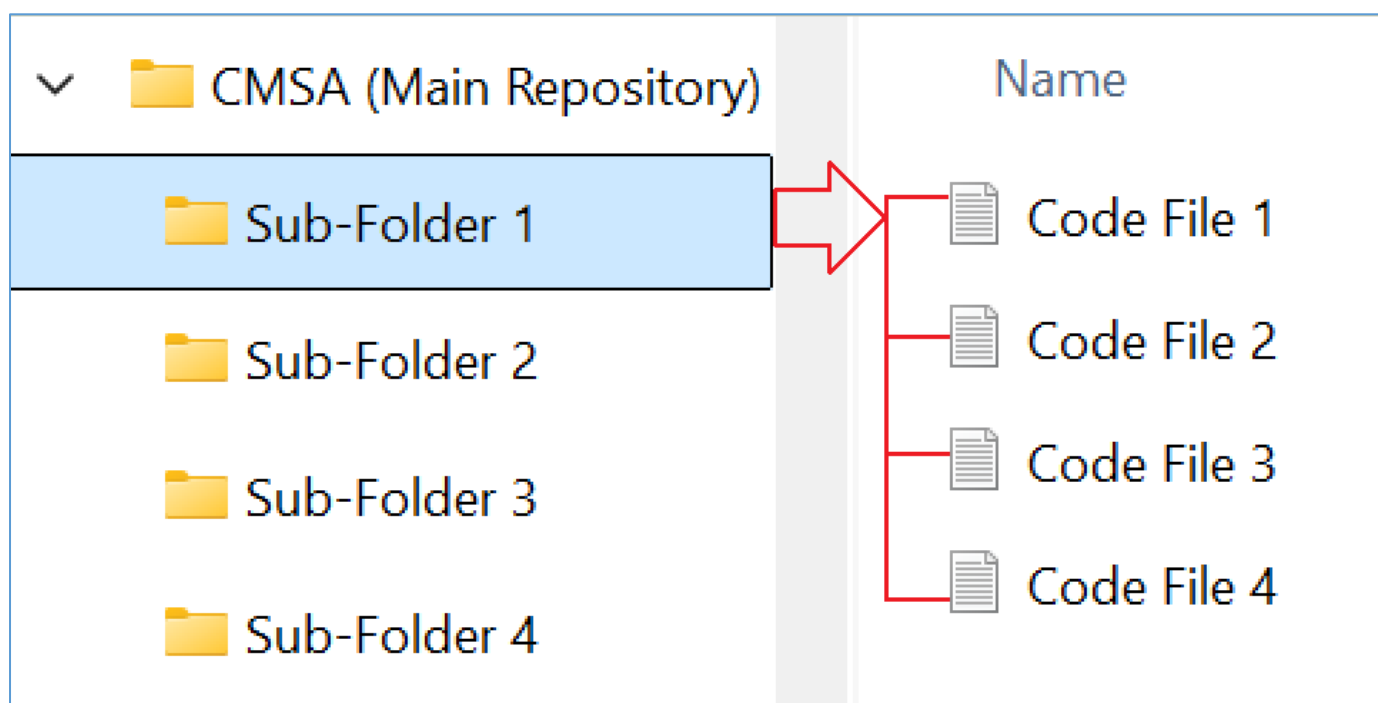 CMSA (Main Repository)
Sub-Folder 1
Sub-Folder 2
Sub-Folder 3
Sub-Folder 4
Name
Code File 1
Code File 2
Code File 3
Code File 4